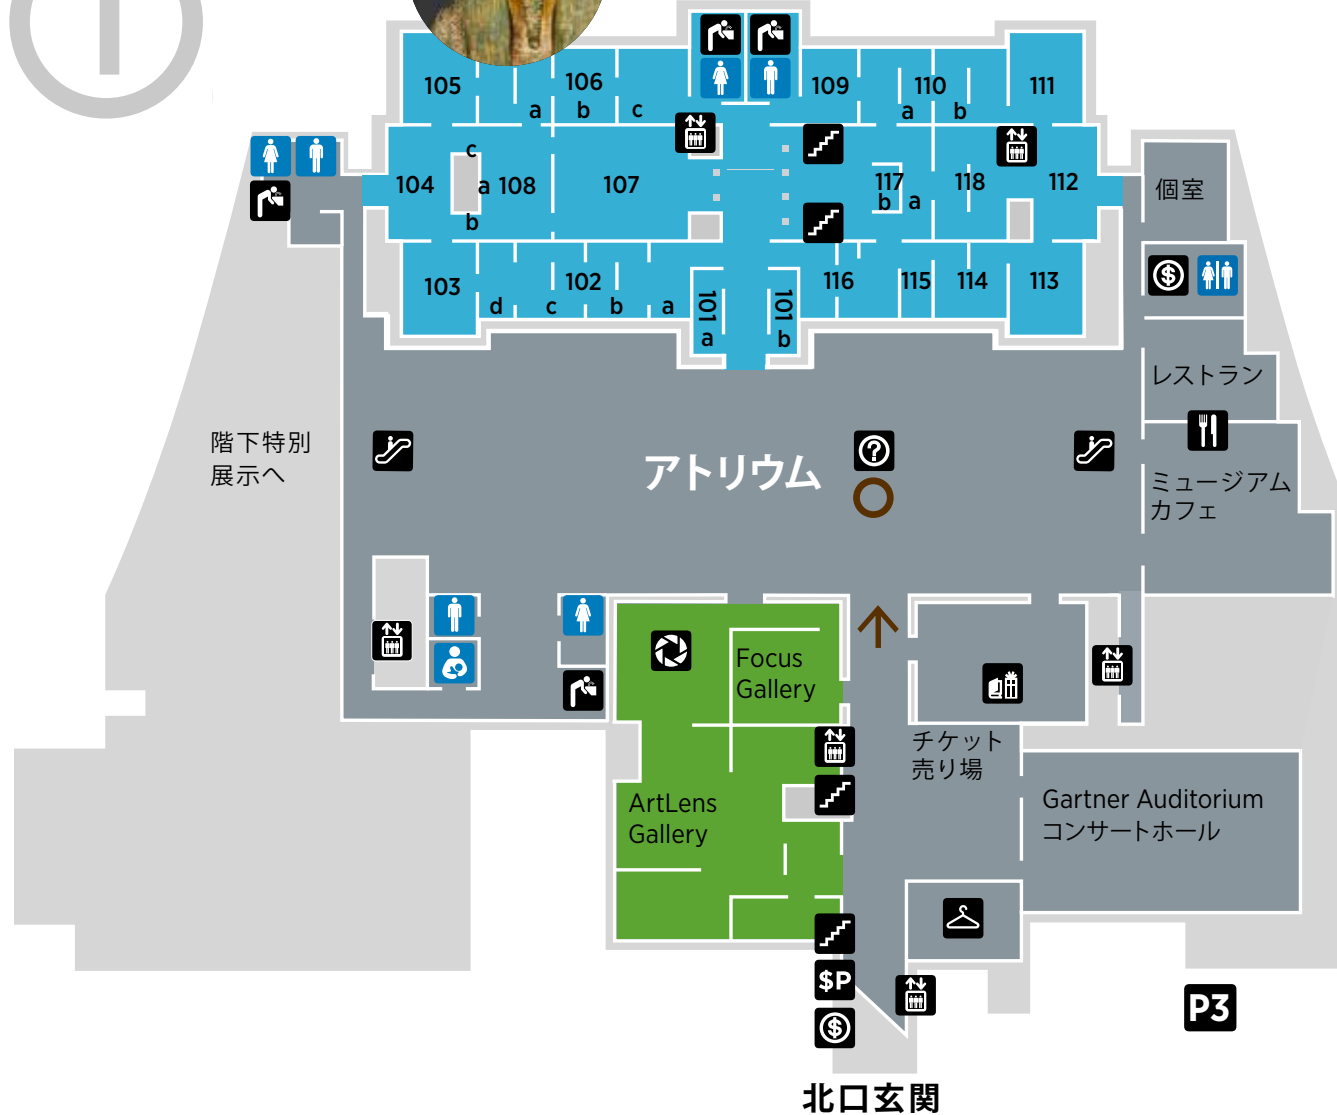 1
105
106
a
b
c
109
110
a
b
111
104
c
a
108
b
107
117
b
a
118
112
個室
103
102
d
c
b
a
101
a
101
b
116
115
114
113
$
レストラン
階下特別
展示へ
アトリウム
?
ミュージアム
カフェ
Focus
Gallery
チケット
売り場
ArtLens
Gallery
Gartner Auditorium
コンサートホール
$P
$
P3
北口玄関